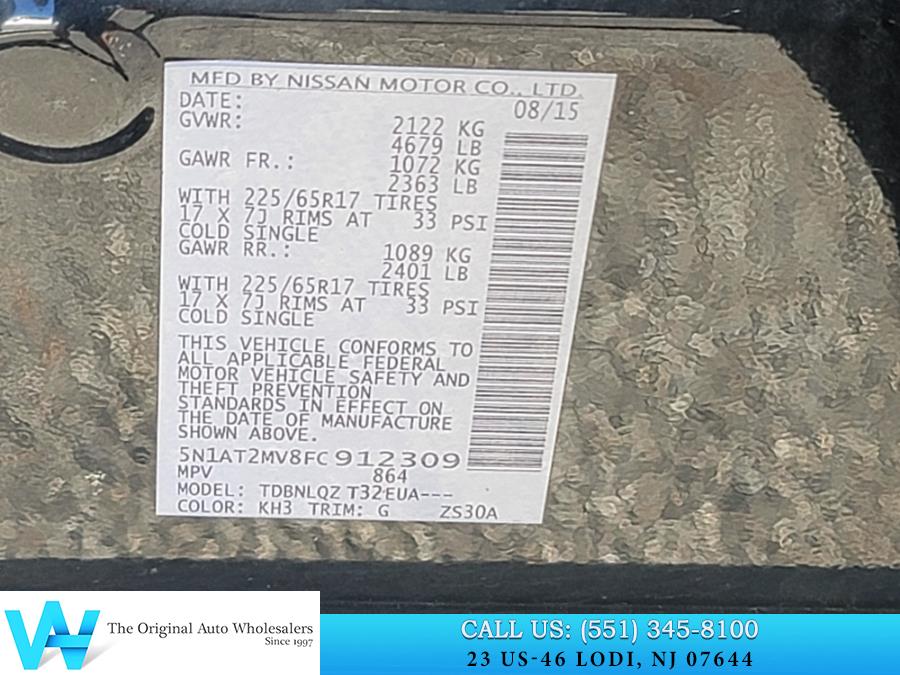 MFD BY NISSAN MOTOR CO., LTD.
DATE: 08/15
GVWR: 2122 KG
4679 LB
GAWR FR.: 1072 KG
2363 LB
WITH 225/65R17 TIRES
17 X 7J RIMS AT 33 PSI
COLD SINGLE
GAWR RR.: 1089 KG
2401 LB
WITH 225/65R17 TIRES
17 X 7J RIMS AT 33 PSI
COLD SINGLE
THIS VEHICLE CONFORMS TO
ALL APPLICABLE FEDERAL
MOTOR VEHICLE SAFETY AND
THEFT PREVENTION
STANDARDS IN EFFECT ON
THE DATE OF MANUFACTURE
SHOWN ABOVE.
5N1AT2MV8FC912309
MPV 864
MODEL: TDBNLQZ T32EUA---
COLOR: KH3 TRIM: G ZS30A
The Original Auto Wholesalers
Since 1997
CALL US: (551) 345-8100
23 US-46 LODI, NJ 07644